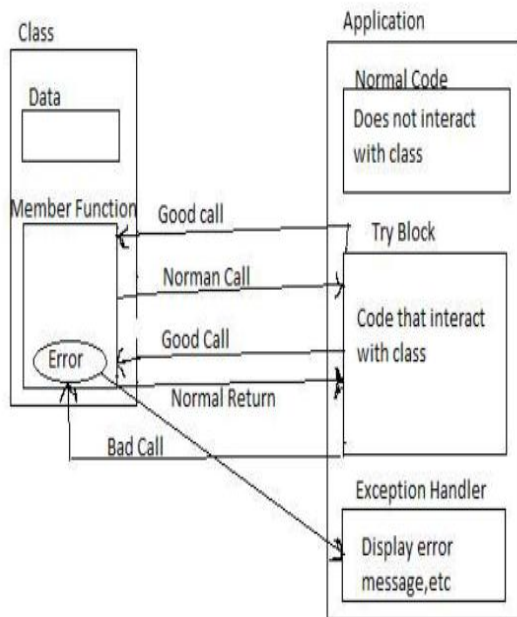 Class
Data
Member Function
Error
Good call
Norman Call
Good Call
Normal Return
Bad Call
Application
Normal Code
Does not interact
with class
Try Block
Code that interact
with class
Exception Handler
Display error
message,etc